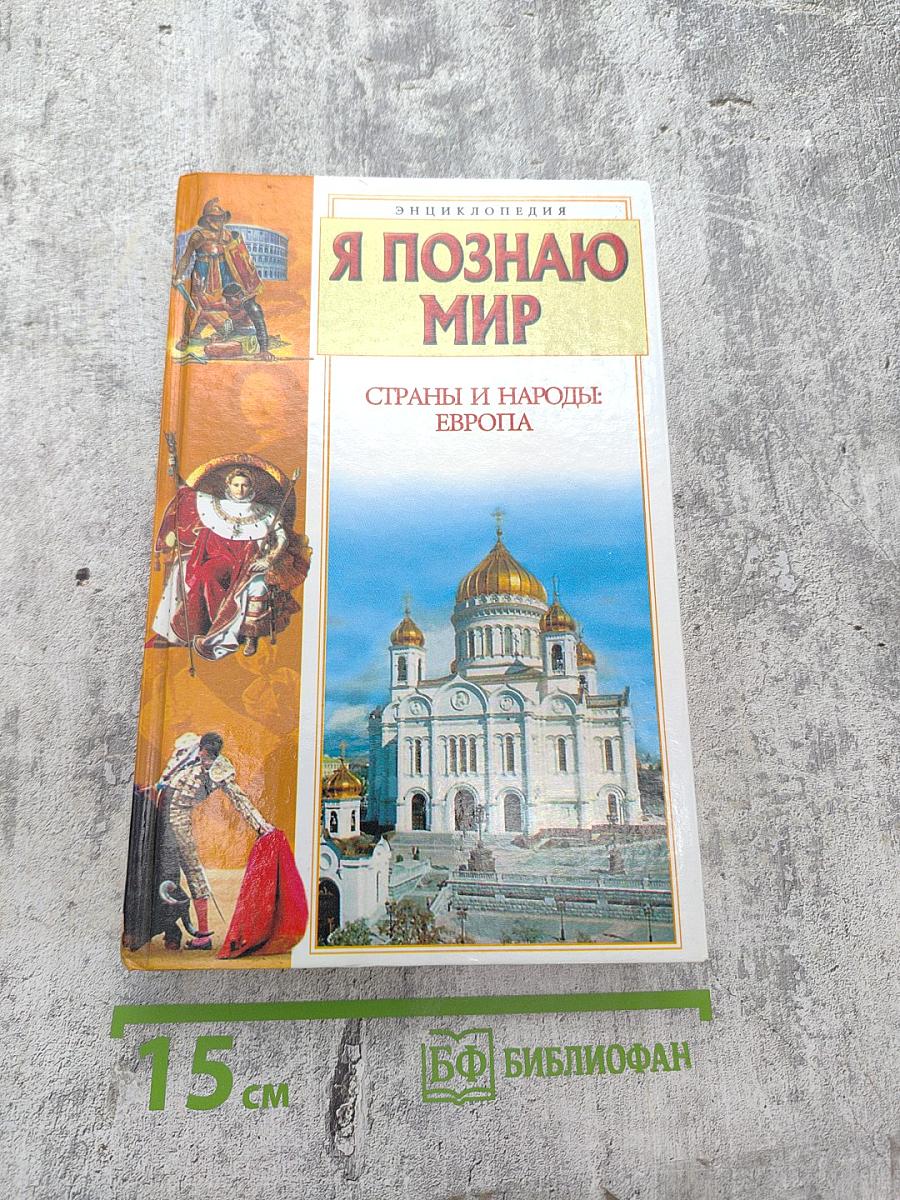 ЭНЦИКЛОПЕДИЯ
Я ПОЗНАЮ
МИР
СТРАНЫ И НАРОДЫ:
ЕВРОПА
15 см
БФ БИБЛИОФАН